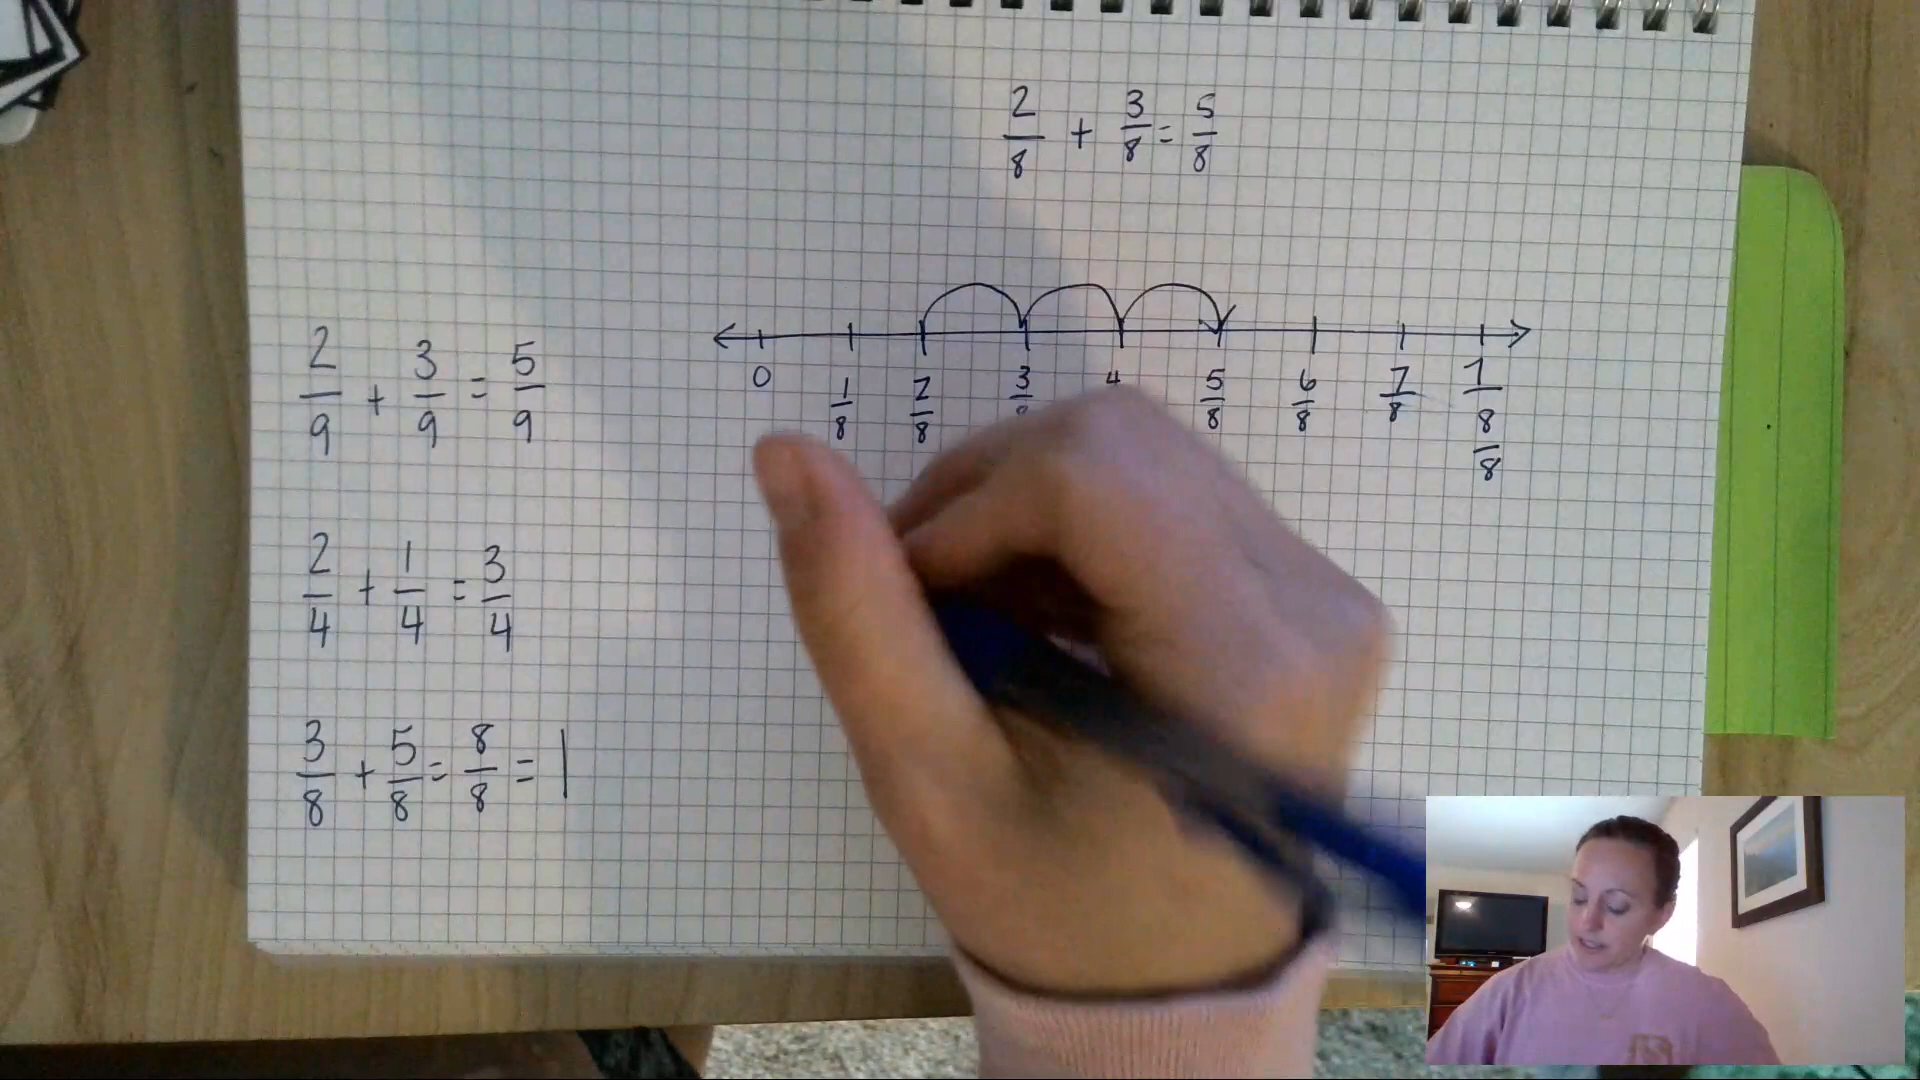 2/8 + 3/8 = 5/8
0 1/8 2/8 3/ 4 5/8 6/8 7/8 1
8/8
2/9 + 3/9 = 5/9
2/4 + 1/4 = 3/4
3/8 + 5/8 = 8/8 = 1